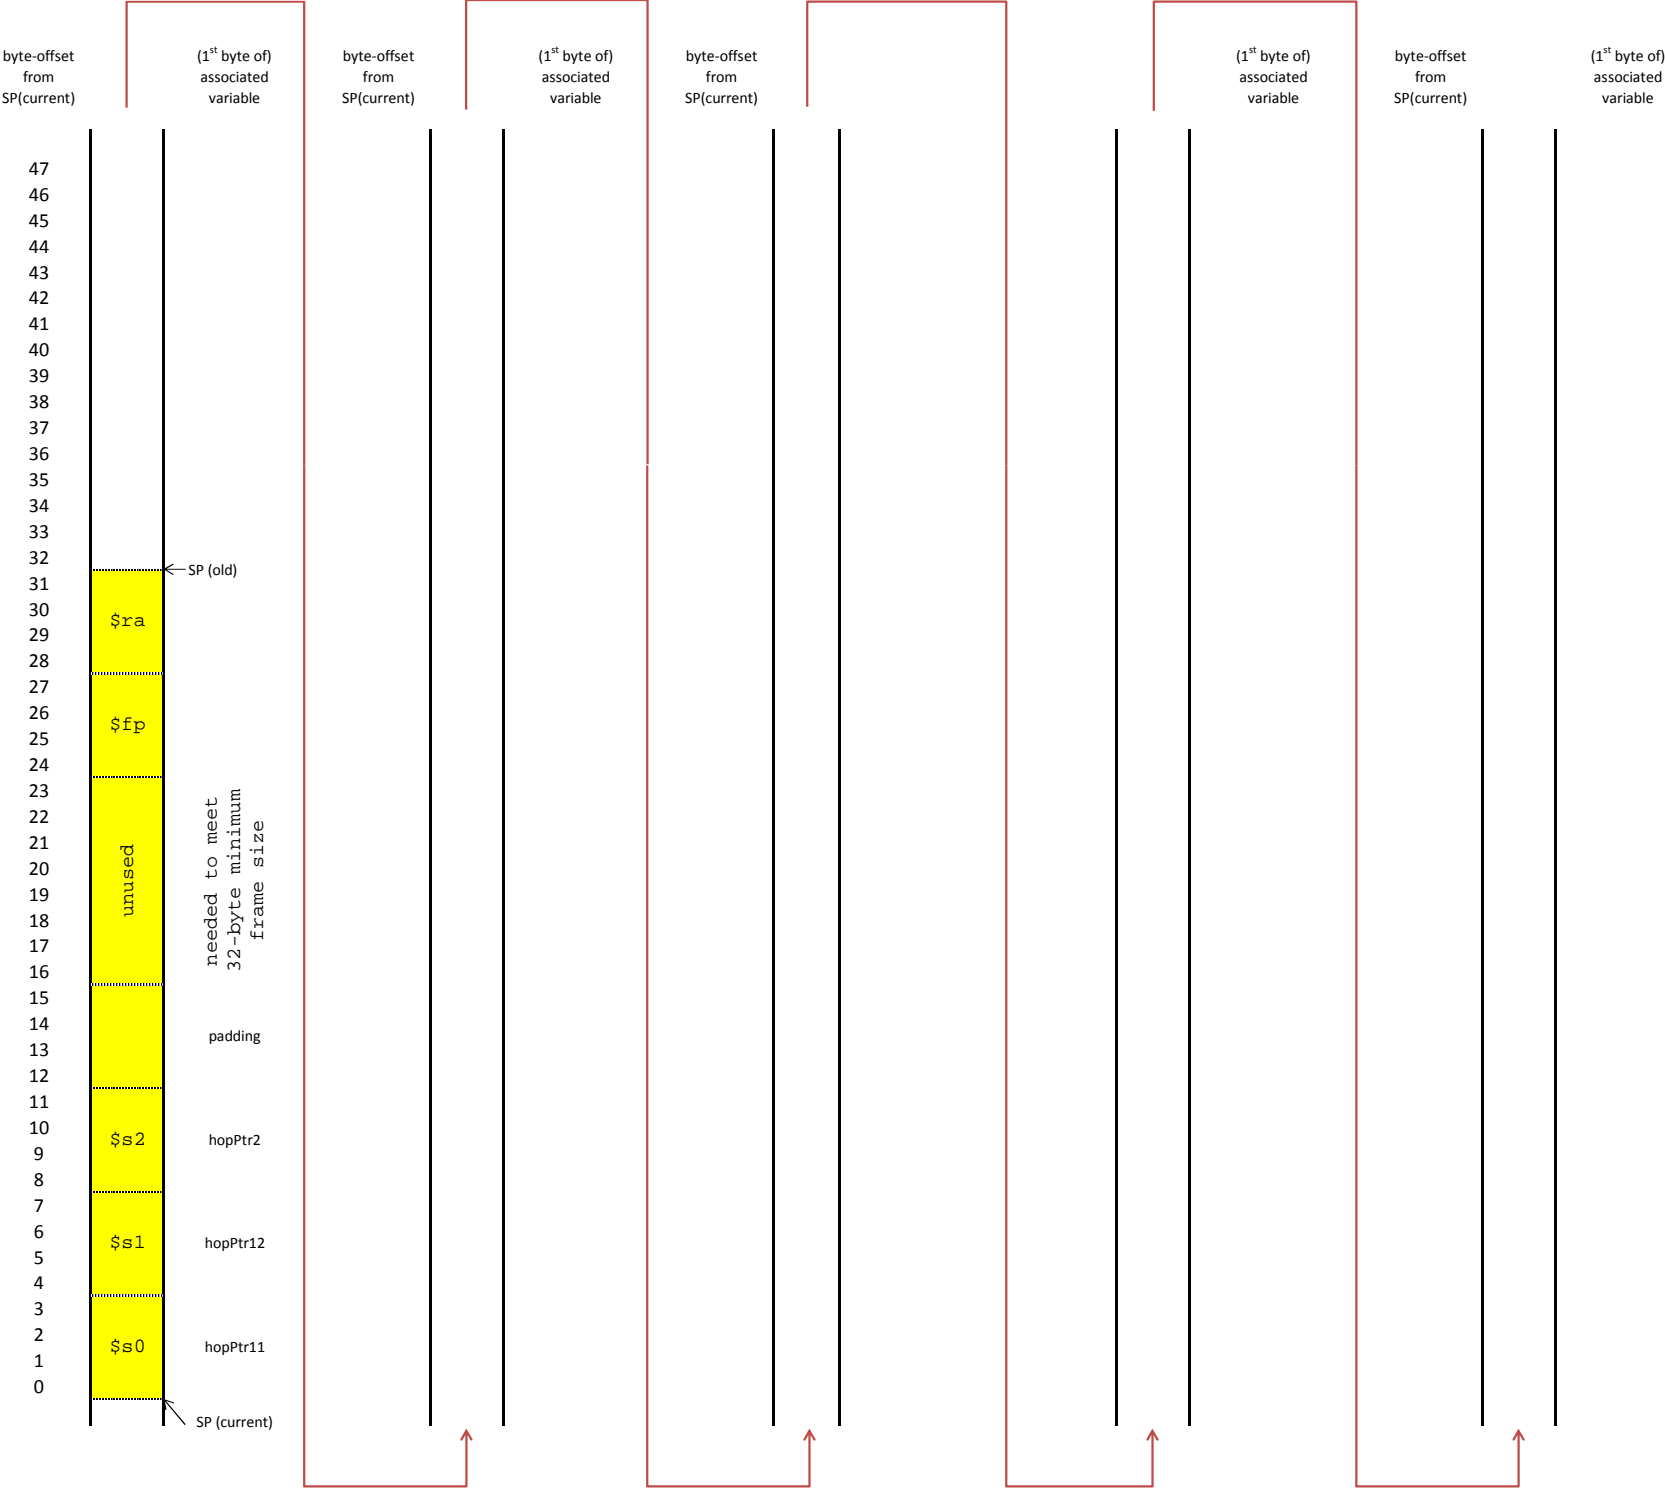 byte-offset
from
SP(current)
(1st byte of)
associated
variable
byte-offset
from
SP(current)
(1st byte of)
associated
variable
byte-offset
from
SP(current)
(1st byte of)
associated
variable
byte-offset
from
SP(current)
(1st byte of)
associated
variable
47
46
45
44
43
42
41
40
39
38
37
36
35
34
33
32
SP (old)
31
30
$ra
29
28
27
26
$fp
25
24
23
22
21
20
19
18
17
16
unused
needed to meet
32-byte minimum
frame size
15
14
padding
13
12
11
10
$s2
hopPtr2
9
8
7
6
$s1
hopPtr12
5
4
3
2
$s0
hopPtr11
1
0
SP (current)